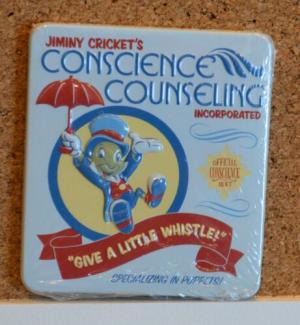 JIMINY CRICKET'S
CONSCIENCE
COUNSELING
INCORPORATED
OFFICIAL
CONSCIENCE
"GIVE A LITTLE WHISTLE!"
SPECIALIZING IN PUPPETS!